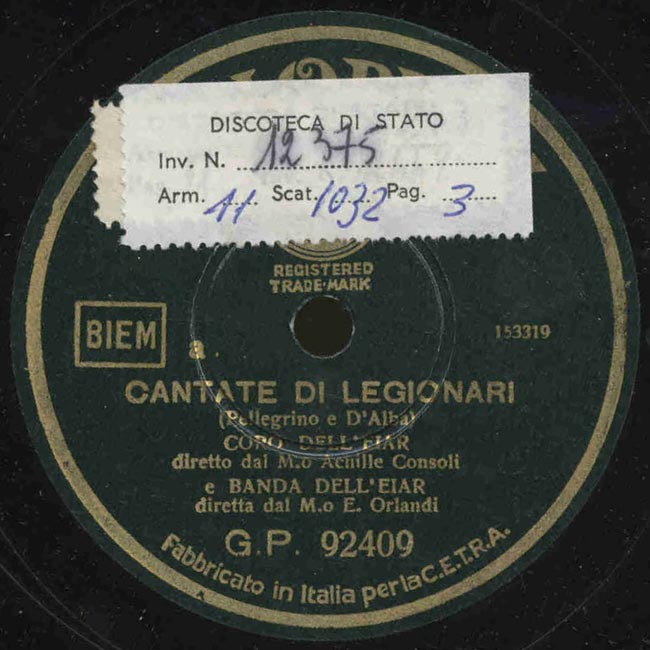 DISCOTECA DI STATO
Inv. N. 12375
Arm. 11 Scat. 1032 Pag. 3
REGISTERED
TRADE-MARK
BIEM
153319
a
CANTATE DI LEGIONARI
(Pellegrino e D'Alba)
CORO DELL'EIAR
diretto dal M.o Achille Consoli
e BANDA DELL'EIAR
diretta dal M.o E. Orlandi
G.P. 92409
Fabbricato in Italia per la C.E.T.R.A.